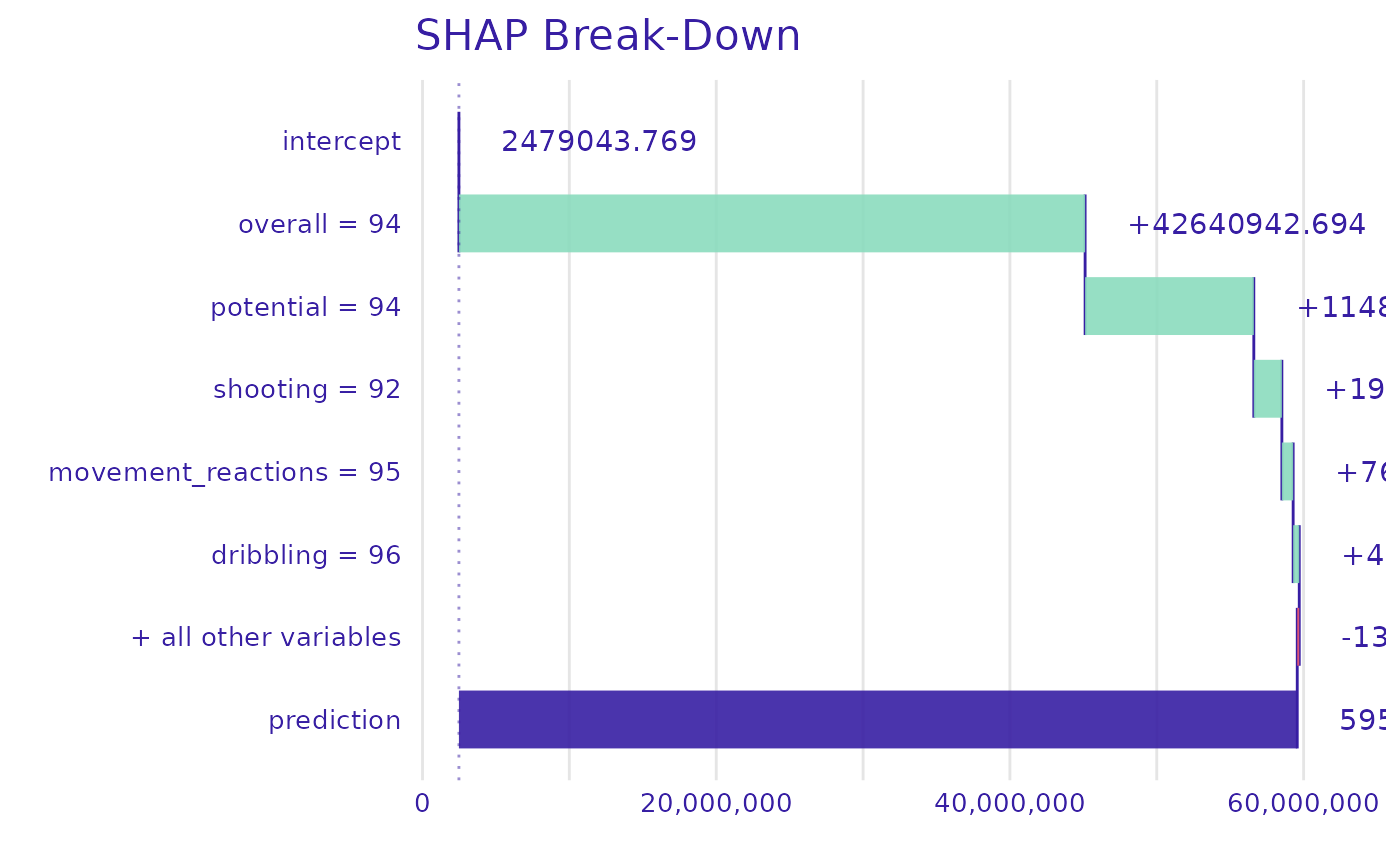 SHAP Break-Down
intercept 2479043.769
overall = 94 +42640942.694
potential = 94 +1148
shooting = 92 +19
movement_reactions = 95 +76
dribbling = 96 +4
+ all other variables -13
prediction 595
0 20,000,000 40,000,000 60,000,000